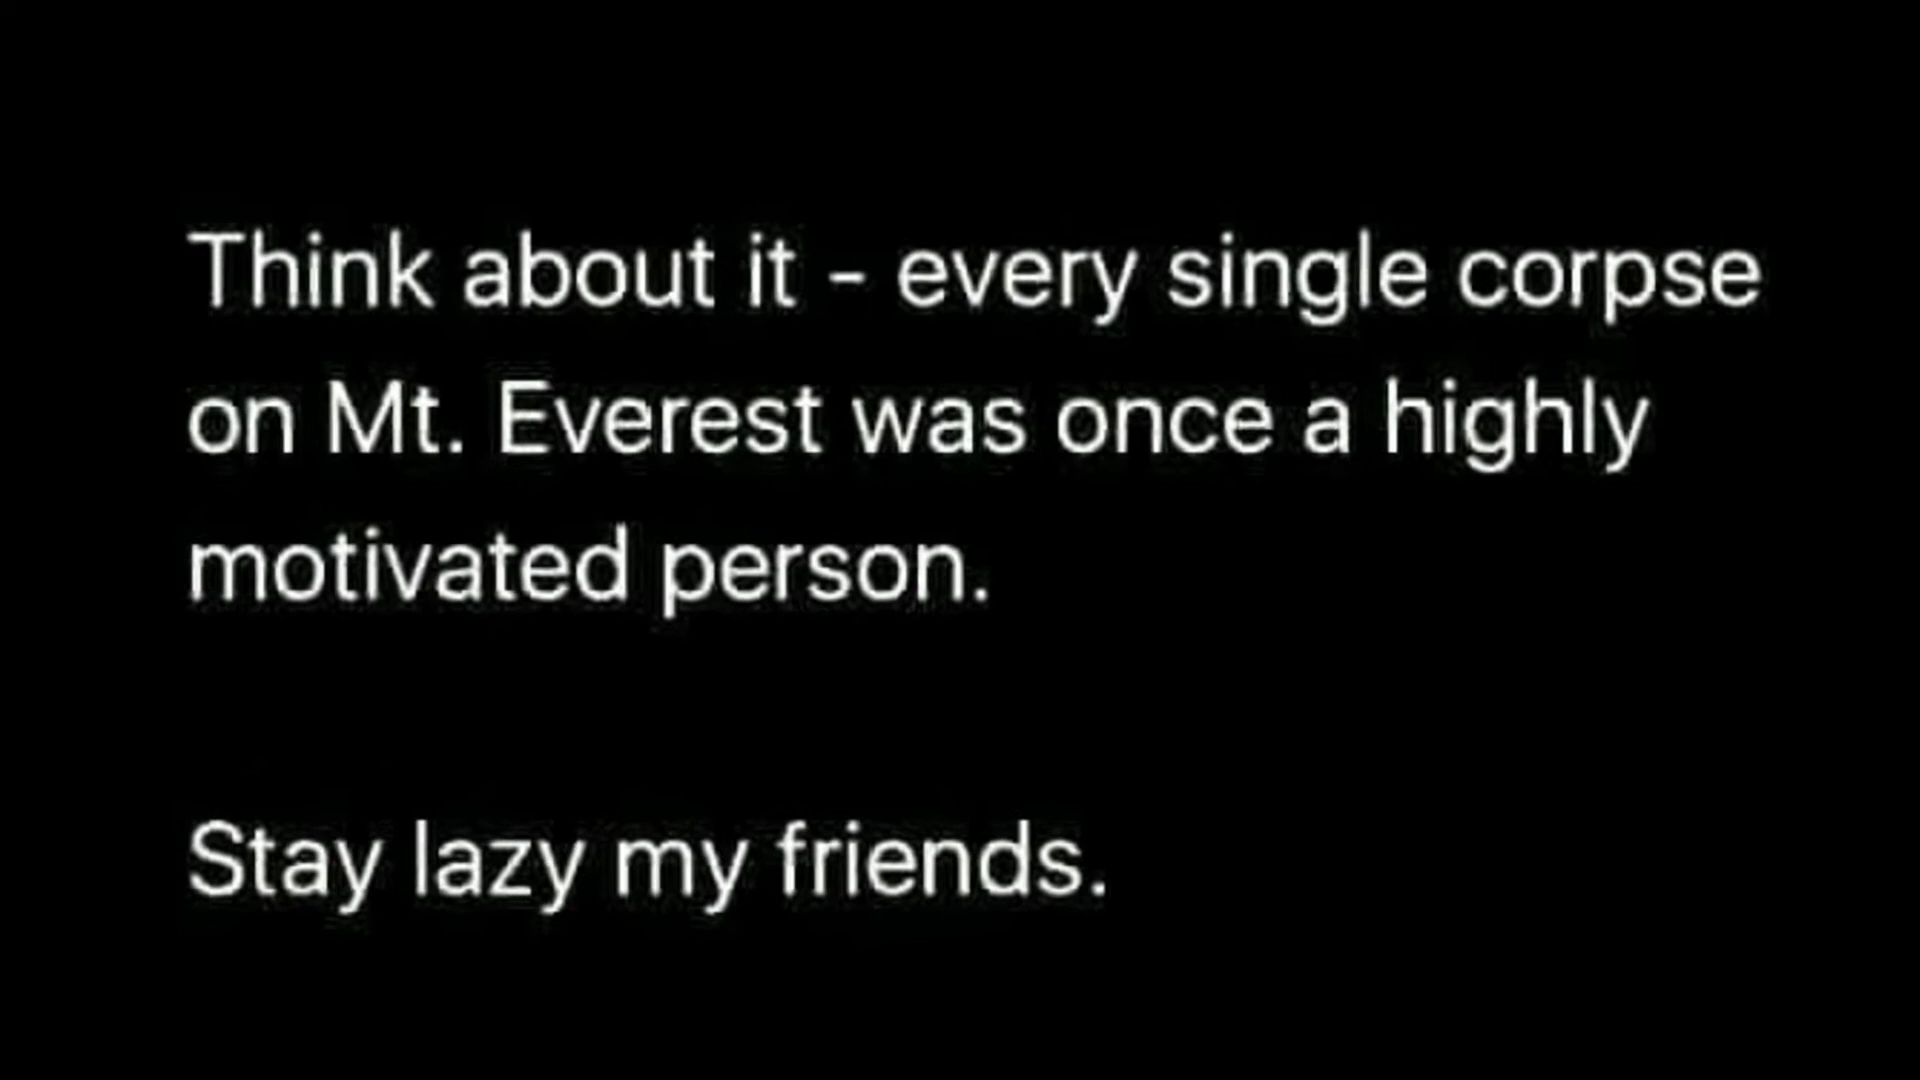 Think about it - every single corpse
on Mt. Everest was once a highly
motivated person.
Stay lazy my friends.